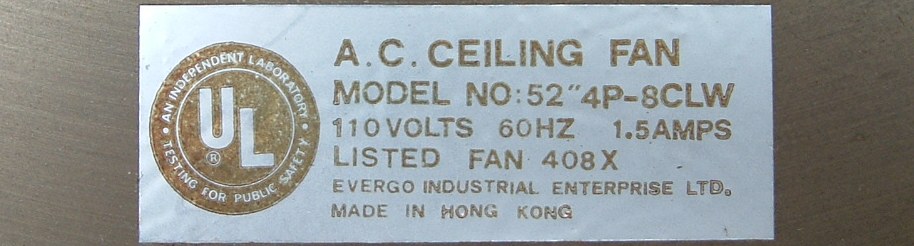 AN INDEPENDENT LABORATORY
UL
®
TESTING FOR PUBLIC SAFETY
A.C. CEILING FAN
MODEL NO:52"4P-8CLW
110VOLTS 60HZ 1.5AMPS
LISTED FAN 408X
EVERGO INDUSTRIAL ENTERPRISE LTD.
MADE IN HONG KONG